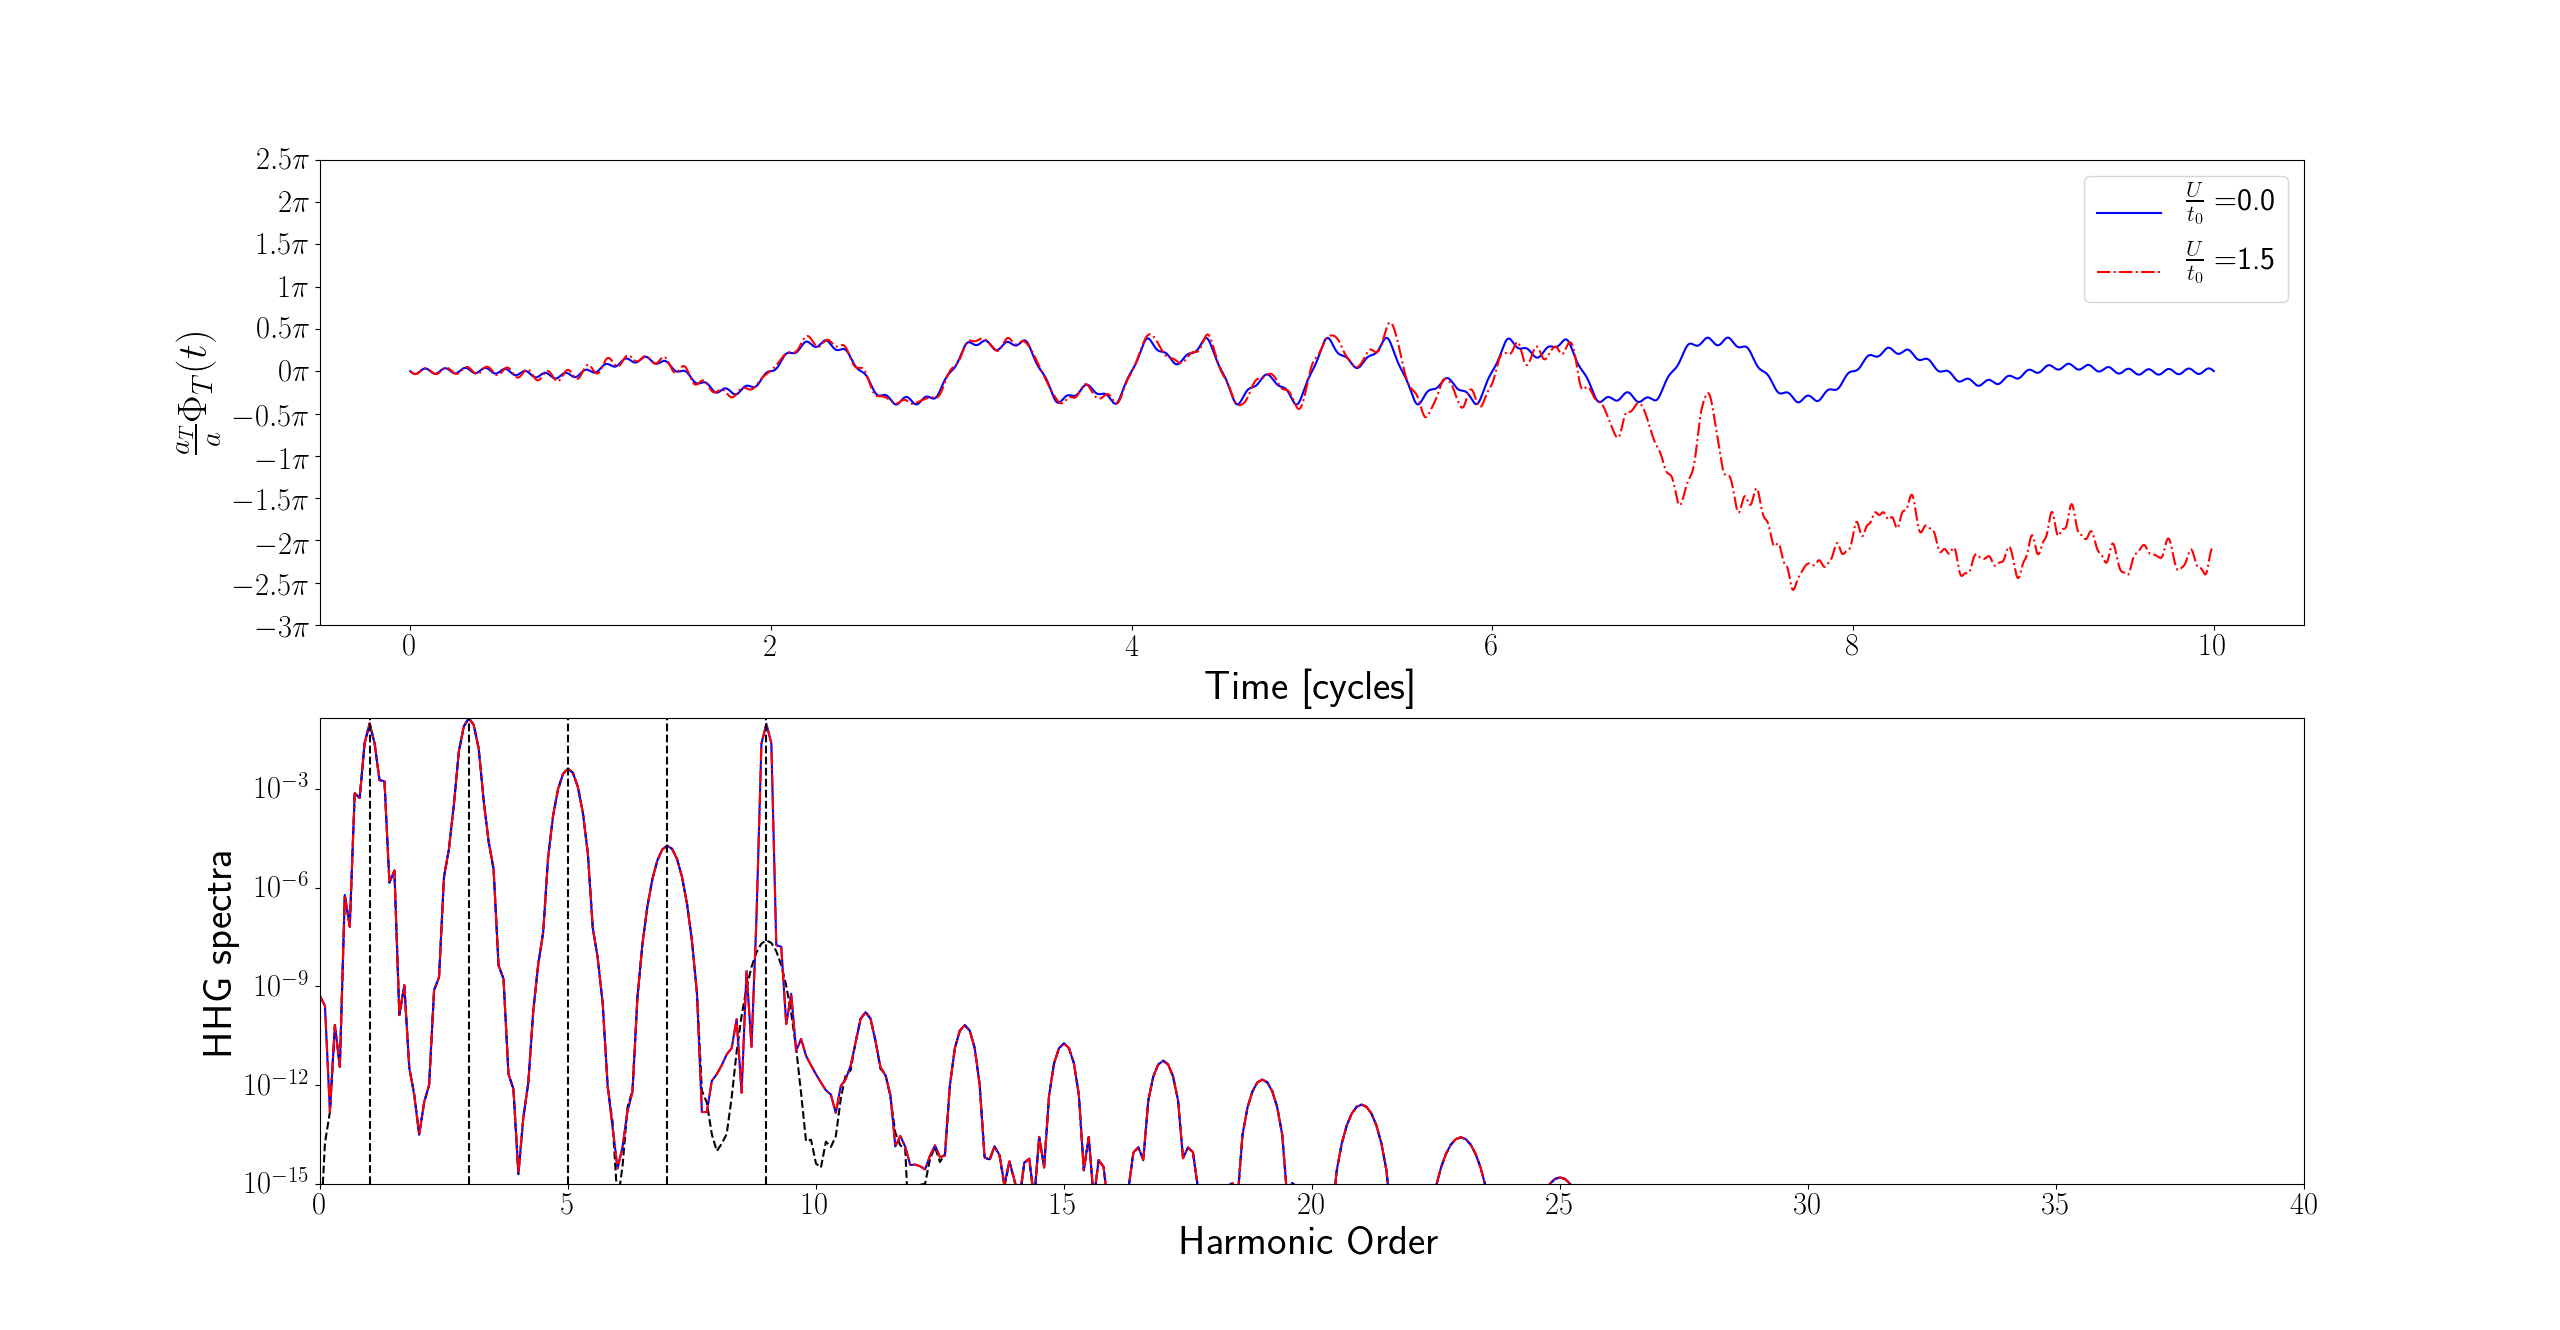 2.5π
2π
1.5π
1π
0.5π
0π
−0.5π
−1π
−1.5π
−2π
−2.5π
−3π
a_T/a Φ_T(t)
U/t₀ =0.0
U/t₀ =1.5
0 2 4 6 8 10
Time [cycles]
10⁻³
10⁻⁶
10⁻⁹
10⁻¹²
10⁻¹⁵
HHG spectra
0 5 10 15 20 25 30 35 40
Harmonic Order